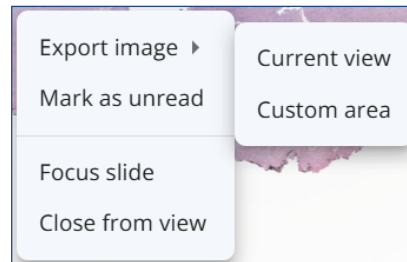 Export image
Mark as unread
Focus slide
Close from view
Current view
Custom area